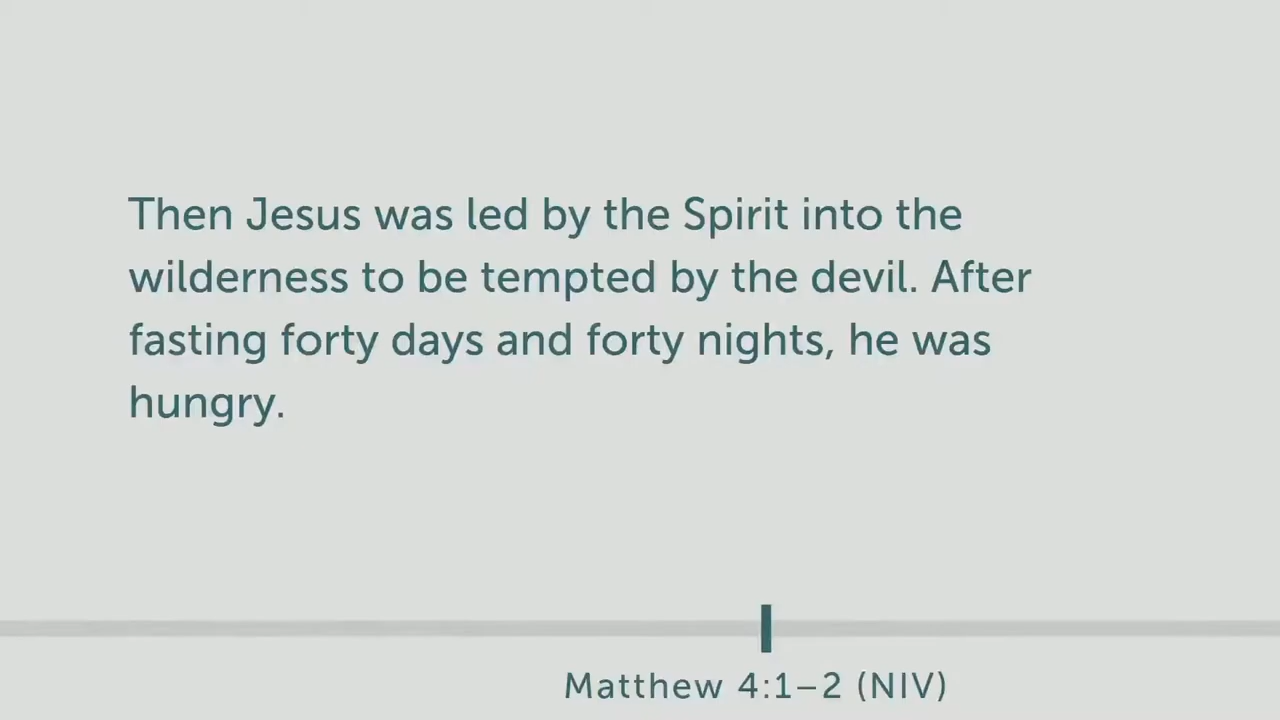 Then Jesus was led by the Spirit into the
wilderness to be tempted by the devil. After
fasting forty days and forty nights, he was
hungry.
Matthew 4:1–2 (NIV)